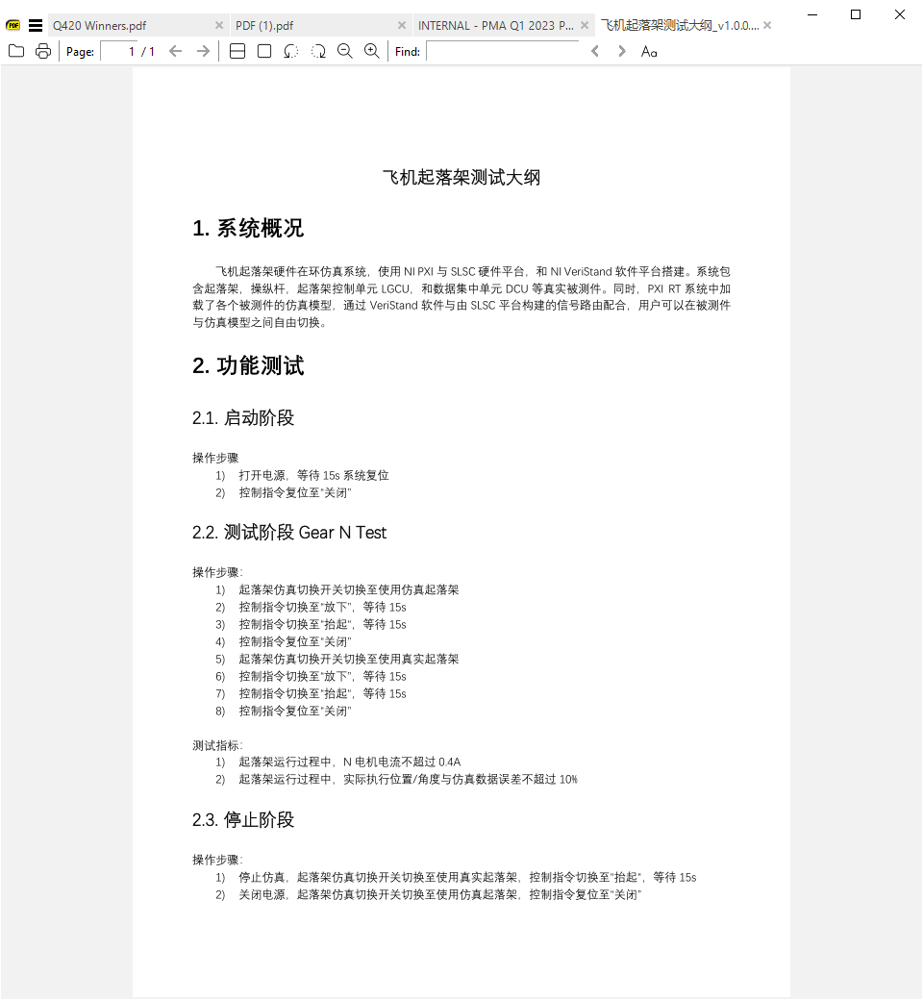 Q420 Winners.pdf
PDF (1).pdf
INTERNAL - PMA Q1 2023 P...
飞机起落架测试大纲_v1.0.0....
Page: 1 / 1
Find:
Aa
飞机起落架测试大纲
1. 系统概况
飞机起落架硬件在环仿真系统，使用 NI PXI 与 SLSC 硬件平台，和 NI VeriStand 软件平台搭建。系统包
含起落架，操纵杆，起落架控制单元 LGCU，和数据集中单元 DCU 等真实被测件。同时，PXI RT 系统中加
载了各个被测件的仿真模型，通过 VeriStand 软件与由 SLSC 平台构建的信号路由配合，用户可以在被测件
与仿真模型之间自由切换。
2. 功能测试
2.1. 启动阶段
操作步骤
1) 打开电源，等待 15s 系统复位
2) 控制指令复位至“关闭”
2.2. 测试阶段 Gear N Test
操作步骤：
1) 起落架仿真切换开关切换至使用仿真起落架
2) 控制指令切换至“放下”，等待 15s
3) 控制指令切换至“抬起“，等待 15s
4) 控制指令复位至“关闭”
5) 起落架仿真切换开关切换至使用真实起落架
6) 控制指令切换至“放下”，等待 15s
7) 控制指令切换至“抬起“，等待 15s
8) 控制指令复位至“关闭”
测试指标：
1) 起落架运行过程中，N 电机电流不超过 0.4A
2) 起落架运行过程中，实际执行位置/角度与仿真数据误差不超过 10%
2.3. 停止阶段
操作步骤：
1) 停止仿真，起落架仿真切换开关切换至使用真实起落架，控制指令切换至“抬起“，等待 15s
2) 关闭电源，起落架仿真切换开关切换至使用仿真起落架，控制指令复位至“关闭”